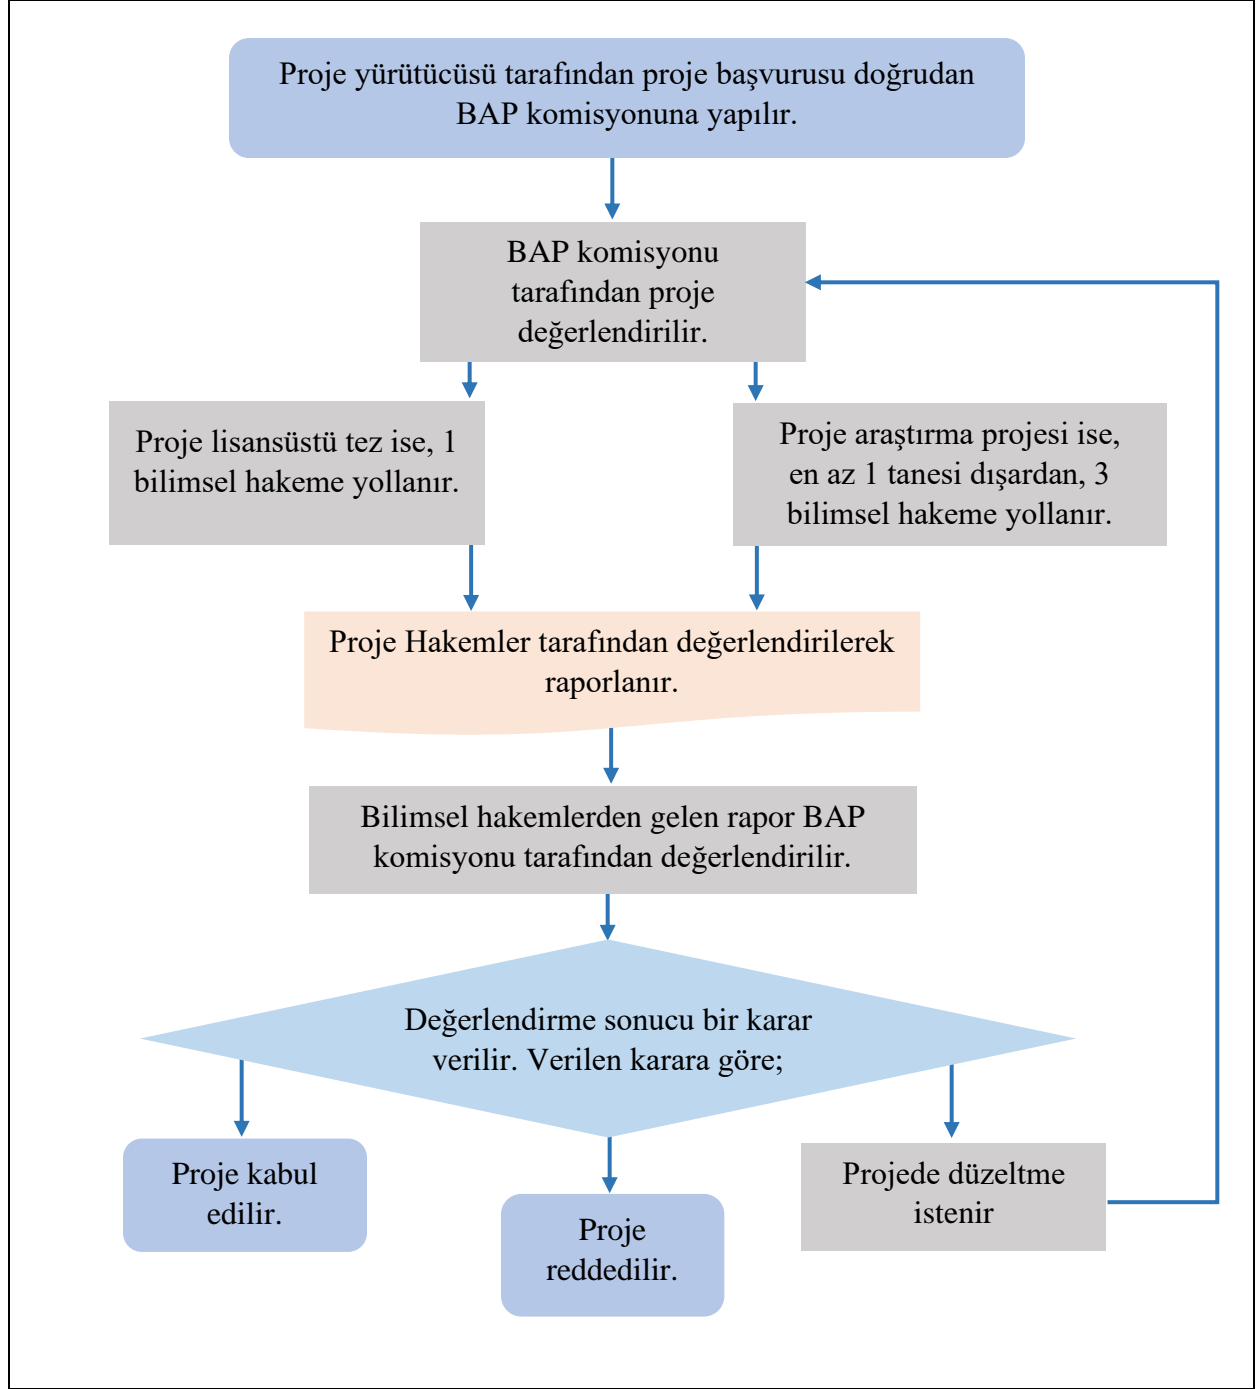 Proje yürütücüsü tarafından proje başvurusu doğrudan
BAP komisyonuna yapılır.
BAP komisyonu
tarafından proje
değerlendirilir.
Proje lisansüstü tez ise, 1
bilimsel hakeme yollanır.
Proje araştırma projesi ise,
en az 1 tanesi dışardan, 3
bilimsel hakeme yollanır.
Proje Hakemler tarafından değerlendirilerek
raporlanır.
Bilimsel hakemlerden gelen rapor BAP
komisyonu tarafından değerlendirilir.
Değerlendirme sonucu bir karar
verilir. Verilen karara göre;
Proje kabul
edilir.
Proje
reddedilir.
Projede düzeltme
istenir